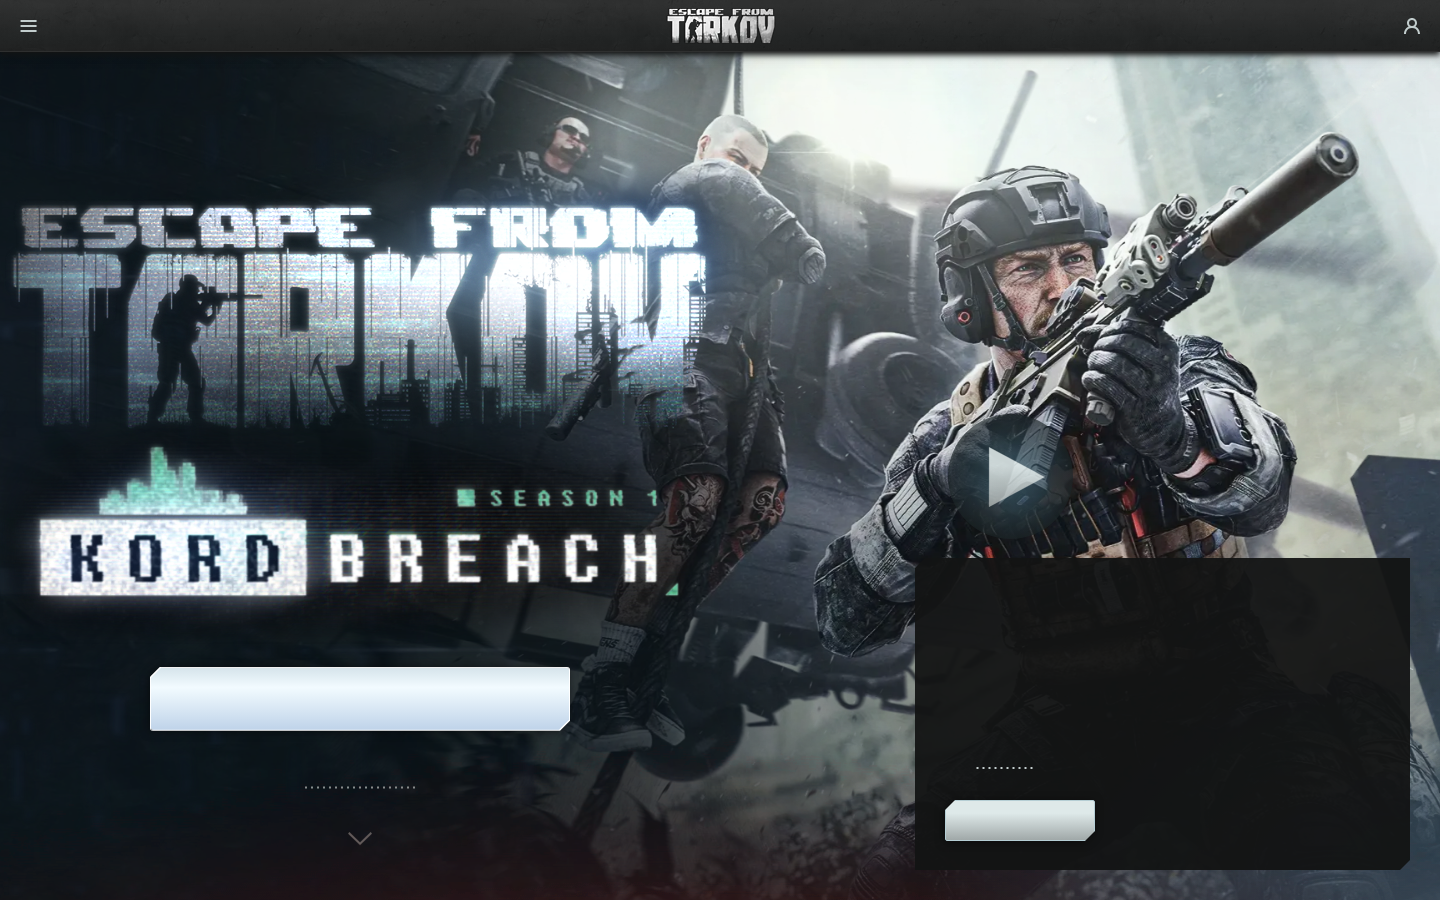 ESCAPE FROM
TARKOV
ESCAPE FROM
TARKOV
SEASON 1
KORD BREACH